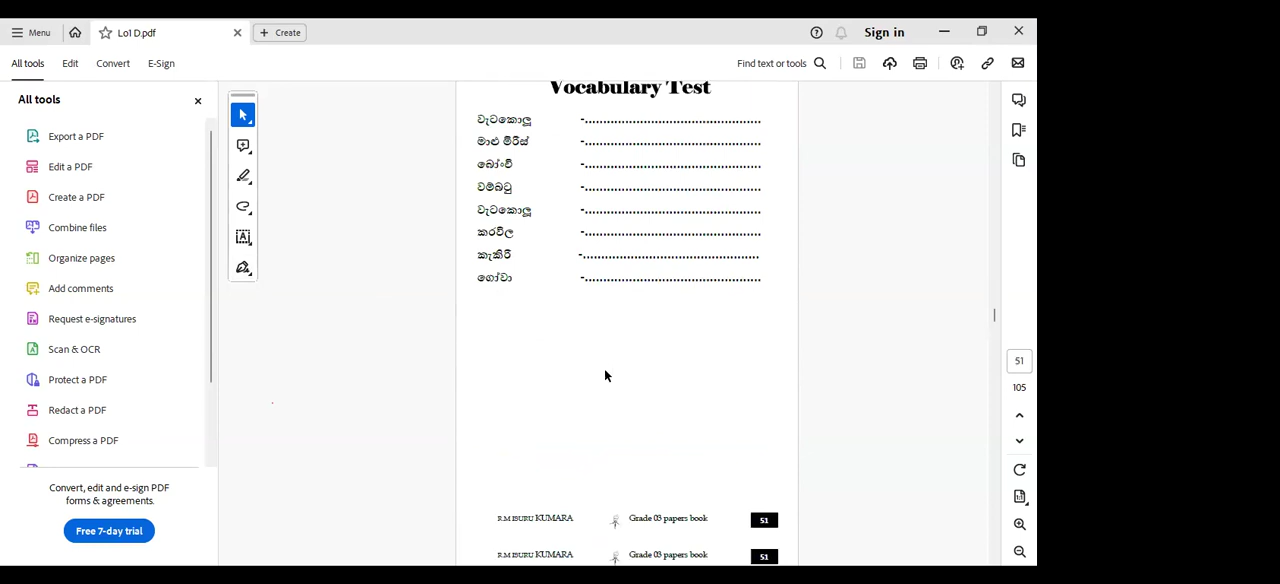 Menu
Lo1 D.pdf
Create
Sign in
All tools
Edit
Convert
E-Sign
Find text or tools
All tools
Export a PDF
Edit a PDF
Create a PDF
Combine files
Organize pages
Add comments
Request e-signatures
Scan & OCR
Protect a PDF
Redact a PDF
Compress a PDF
Convert, edit and e-sign PDF
forms & agreements.
Free 7-day trial
Vocabulary Test
වැටකොලු -................................................
මාළු මිරිස් -................................................
බෝංචි -................................................
වම්බටු -................................................
වැටකොලු -................................................
කරවිල -................................................
කැකිරි -................................................
ගෝවා -................................................
R.M ISURU KUMARA Grade 03 papers book 51
R.M ISURU KUMARA Grade 03 papers book 51
51
105